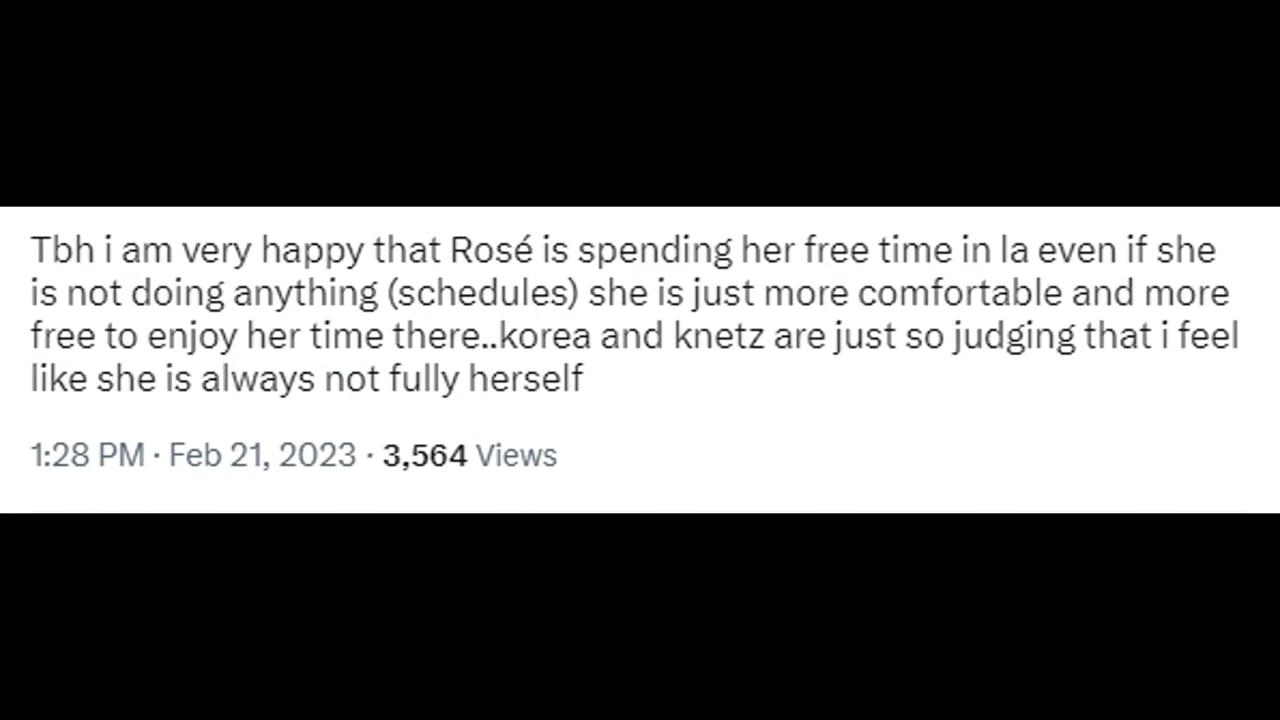 Tbh i am very happy that Rosé is spending her free time in la even if she
is not doing anything (schedules) she is just more comfortable and more
free to enjoy her time there..korea and knetz are just so judging that i feel
like she is always not fully herself
1:28 PM · Feb 21, 2023 · 3,564 Views